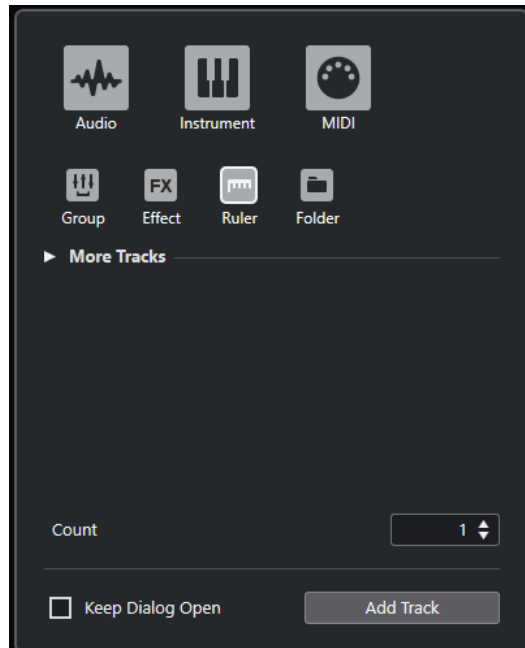 Audio Instrument MIDI
FX
Group Effect Ruler Folder
More Tracks
Count 1
Keep Dialog Open Add Track